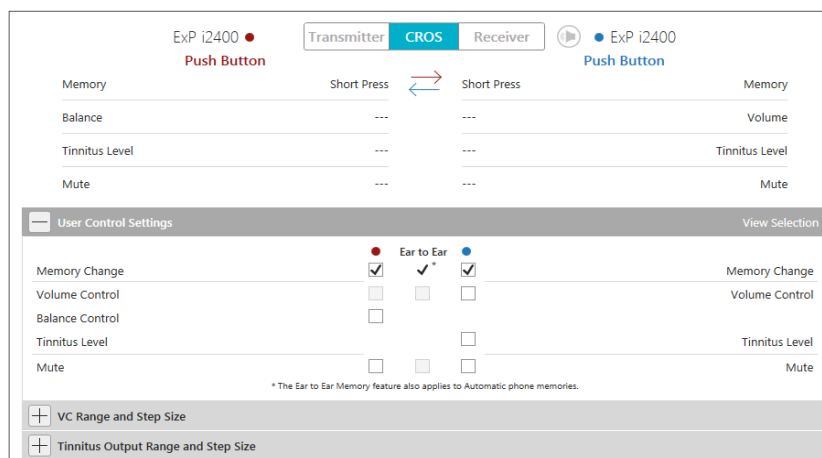 ExP i2400 Transmitter CROS Receiver ExP i2400
Push Button Push Button
Memory Short Press Short Press Memory
Balance --- --- Volume
Tinnitus Level --- --- Tinnitus Level
Mute --- --- Mute
User Control Settings View Selection
Ear to Ear
Memory Change * Memory Change
Volume Control Volume Control
Balance Control
Tinnitus Level Tinnitus Level
Mute Mute
* The Ear to Ear Memory feature also applies to Automatic phone memories.
VC Range and Step Size
Tinnitus Output Range and Step Size